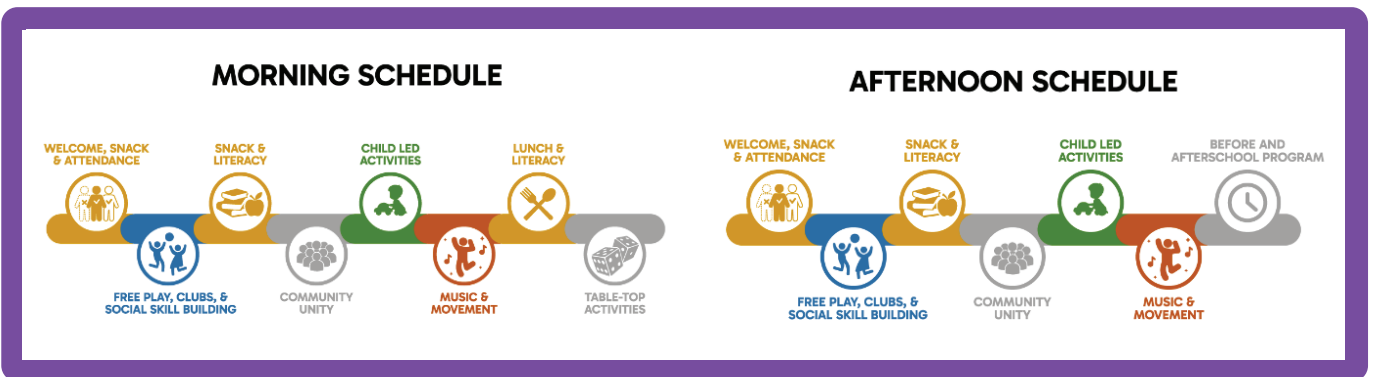 MORNING SCHEDULE
WELCOME, SNACK
& ATTENDANCE
FREE PLAY, CLUBS, &
SOCIAL SKILL BUILDING
SNACK &
LITERACY
COMMUNITY
UNITY
CHILD LED
ACTIVITIES
MUSIC &
MOVEMENT
LUNCH &
LITERACY
TABLE-TOP
ACTIVITIES
AFTERNOON SCHEDULE
WELCOME, SNACK
& ATTENDANCE
FREE PLAY, CLUBS, &
SOCIAL SKILL BUILDING
SNACK &
LITERACY
COMMUNITY
UNITY
CHILD LED
ACTIVITIES
MUSIC &
MOVEMENT
BEFORE AND
AFTERSCHOOL PROGRAM